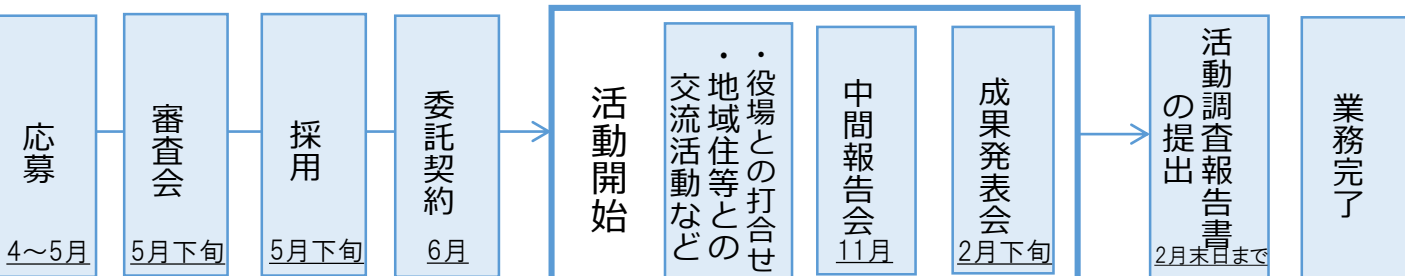 応募
4～5月
審査会
5月下旬
採用
5月下旬
委託契約
6月
活動開始
・役場との打合せ
・地域住等との
交流活動など
中間報告会
11月
成果発表会
2月下旬
活動調査報告書
の提出
2月末日まで
業務完了